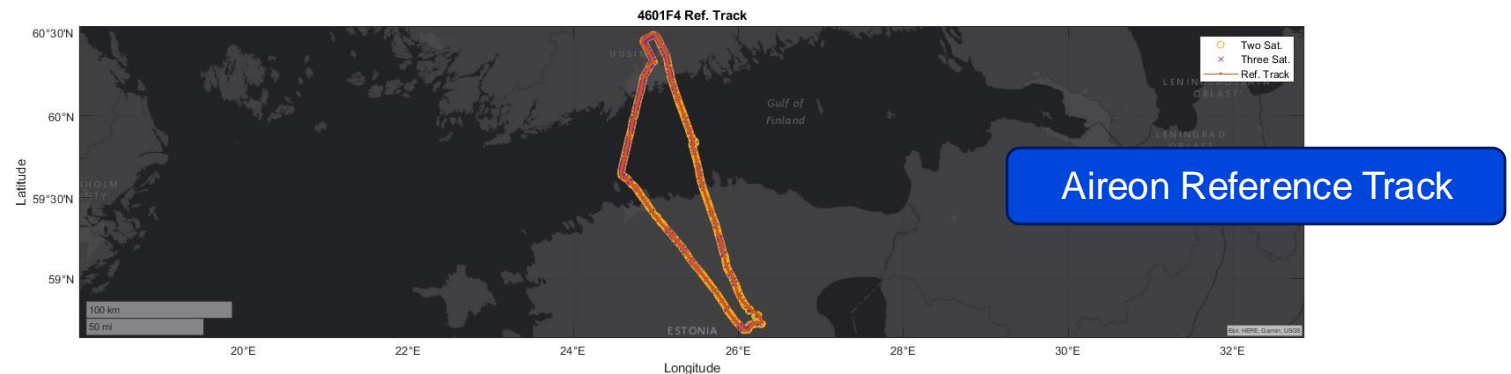 4601F4 Ref. Track
60°30'N
60°N
59°30'N
59°N
Latitude
UUSIM
Gulf of
Finland
LENINGRAD
OBLAST
ESTONIA
Two Sat.
Three Sat.
Ref. Track
Aireon Reference Track
100 km
50 mi
Esri, HERE, Garmin, USGS
20°E
22°E
24°E
26°E
28°E
30°E
32°E
Longitude